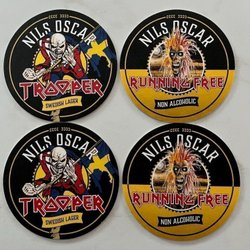 NILS OSCAR
TROOPER
SWEDISH LAGER
NILS OSCAR
RUNNING FREE
NON ALCOHOLIC
NILS OSCAR
TROOPER
SWEDISH LAGER
NILS OSCAR
RUNNING FREE
NON ALCOHOLIC